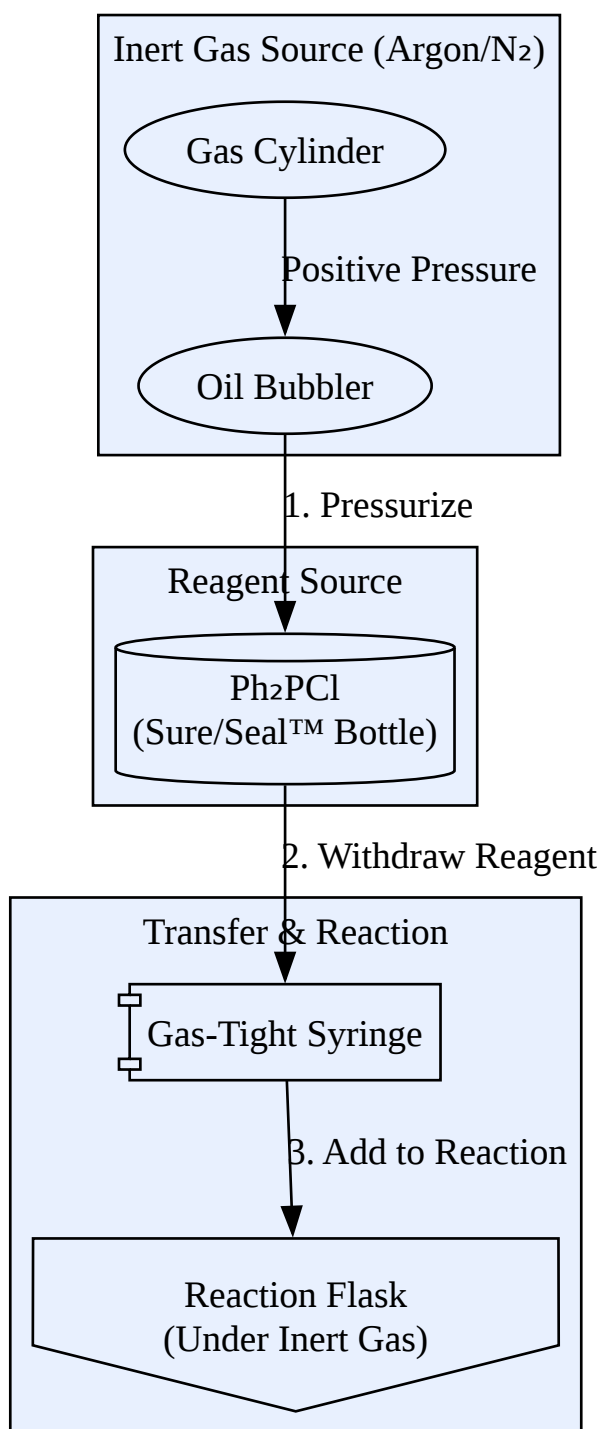 Inert Gas Source (Argon/N₂)
Gas Cylinder
Positive Pressure
Oil Bubbler
1. Pressurize
Reagent Source
Ph₂PCl
(Sure/Seal™ Bottle)
2. Withdraw Reagent
Transfer & Reaction
Gas-Tight Syringe
3. Add to Reaction
Reaction Flask
(Under Inert Gas)